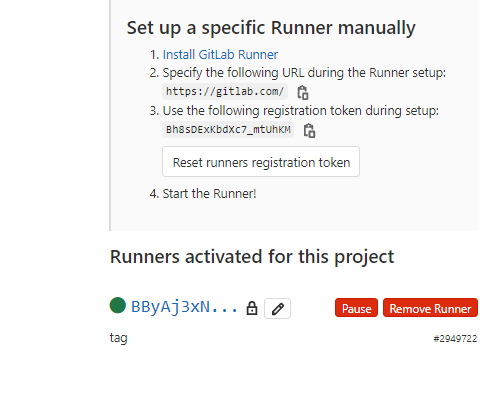 Set up a specific Runner manually
1. Install GitLab Runner
2. Specify the following URL during the Runner setup:
https://gitlab.com/
3. Use the following registration token during setup:
Bh8sDExKbdXc7_mtUhKM
Reset runners registration token
4. Start the Runner!
Runners activated for this project
BByAj3xN... Pause Remove Runner
tag #2949722